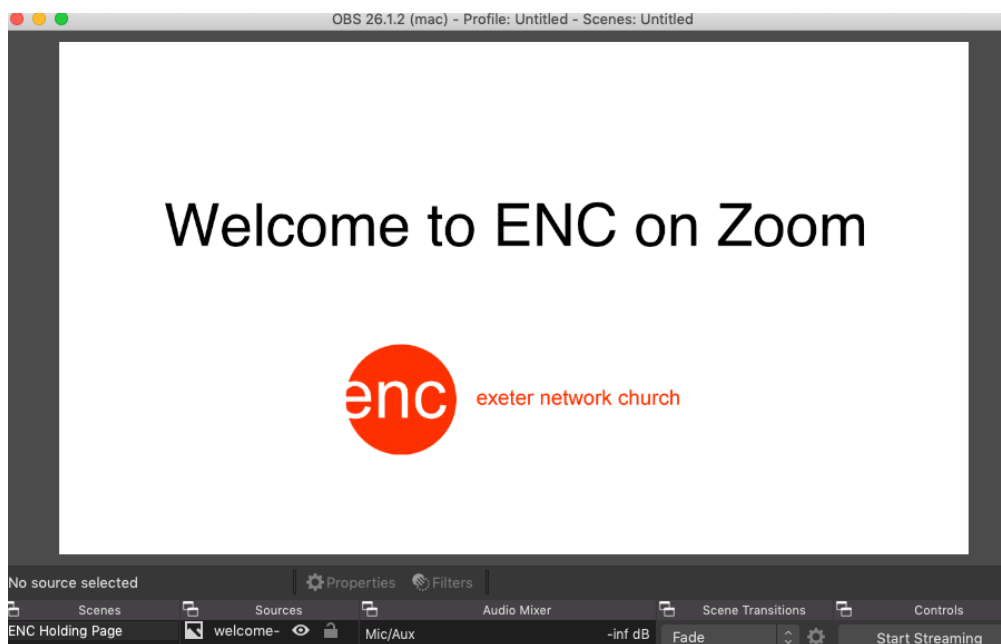 OBS 26.1.2 (mac) - Profile: Untitled - Scenes: Untitled
Welcome to ENC on Zoom
enc
exeter network church
No source selected Properties Filters
Scenes Sources Audio Mixer Scene Transitions Controls
ENC Holding Page welcome- Mic/Aux -inf dB Fade Start Streaming